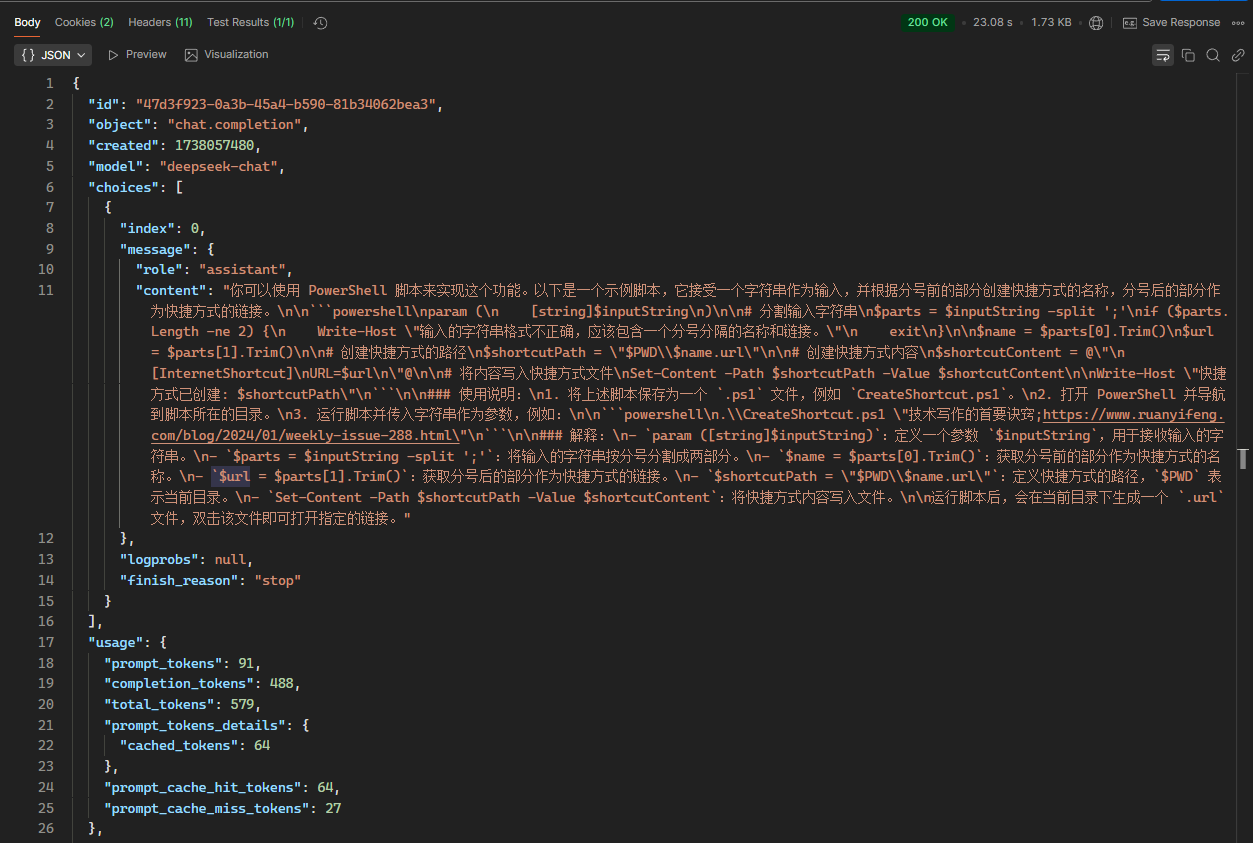 Body Cookies (2) Headers (11) Test Results (1/1) 200 OK • 23.08 s • 1.73 KB • Save Response
{} JSON Preview Visualization
1 {
2 "id": "47d3f923-0a3b-45a4-b590-81b34062bea3",
3 "object": "chat.completion",
4 "created": 1738057480,
5 "model": "deepseek-chat",
6 "choices": [
7 {
8 "index": 0,
9 "message": {
10 "role": "assistant",
11 "content": "你可以使用 PowerShell 脚本来实现这个功能。以下是一个示例脚本，它接受一个字符串作为输入，并根据分号前的部分创建快捷方式的名称，分号后的部分作
为快捷方式的链接。\n\n```powershell\nparam (\n    [string]$inputString\n)\n\n# 分割输入字符串\n$parts = $inputString -split ';'\nif ($parts.
Length -ne 2) {\n    Write-Host \"输入的字符串格式不正确，应该包含一个分号分隔的名称和链接。\"\n    exit\n}\n\n$name = $parts[0].Trim()\n$url
= $parts[1].Trim()\n\n# 创建快捷方式的路径\n$shortcutPath = \"$PWD\\$name.url\"\n\n# 创建快捷方式内容\n$shortcutContent = @\"\n
[InternetShortcut]\nURL=$url\n\"@\n\n# 将内容写入快捷方式文件\nSet-Content -Path $shortcutPath -Value $shortcutContent\n\nWrite-Host \"快捷
方式已创建: $shortcutPath\"\n```\n\n### 使用说明：\n1. 将上述脚本保存为一个 `.ps1` 文件，例如 `CreateShortcut.ps1`。\n2. 打开 PowerShell 并导航
到脚本所在的目录。\n3. 运行脚本并传入字符串作为参数，例如：\n\n```powershell\n.\\CreateShortcut.ps1 \"技术写作的首要诀窍;https://www.ruanyifeng.
com/blog/2024/01/weekly-issue-288.html\"\n```\n\n### 解释：\n- `param ([string]$inputString)`：定义一个参数 `$inputString`，用于接收输入的字
符串。\n- `$parts = $inputString -split ';'`：将输入的字符串按分号分割成两部分。\n- `$name = $parts[0].Trim()`：获取分号前的部分作为快捷方式的名
称。\n- `$url = $parts[1].Trim()`：获取分号后的部分作为快捷方式的链接。\n- `$shortcutPath = \"$PWD\\$name.url\"`：定义快捷方式的路径，`$PWD` 表
示当前目录。\n- `Set-Content -Path $shortcutPath -Value $shortcutContent`：将快捷方式内容写入文件。\n\n运行脚本后，会在当前目录下生成一个 `.url`
文件，双击该文件即可打开指定的链接。"
12 },
13 "logprobs": null,
14 "finish_reason": "stop"
15 }
16 ],
17 "usage": {
18 "prompt_tokens": 91,
19 "completion_tokens": 488,
20 "total_tokens": 579,
21 "prompt_tokens_details": {
22 "cached_tokens": 64
23 },
24 "prompt_cache_hit_tokens": 64,
25 "prompt_cache_miss_tokens": 27
26 },